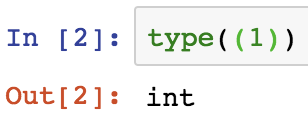 In [2]: type((1))
Out[2]: int